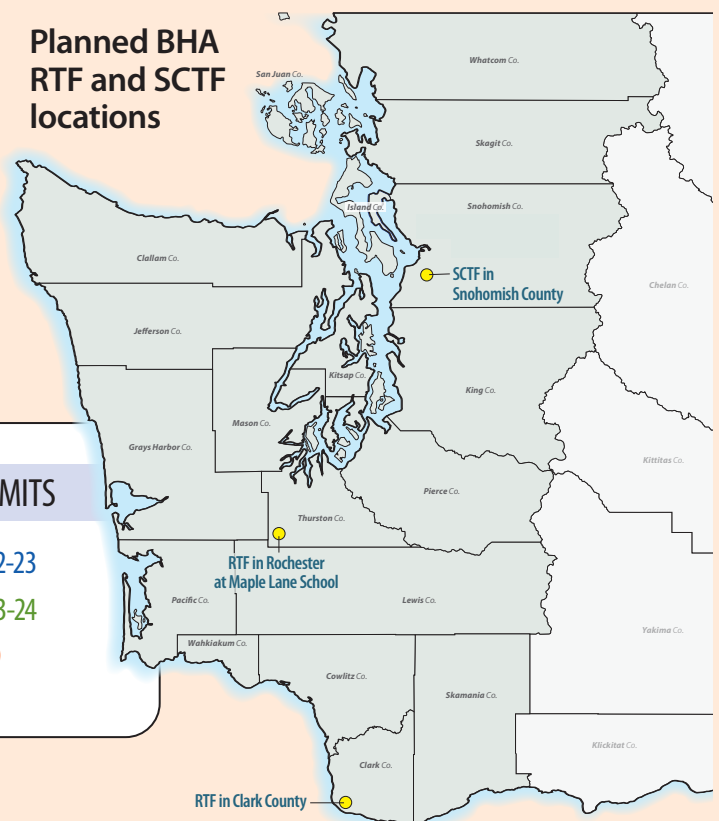 Planned BHA
RTF and SCTF
locations
San Juan Co.
Whatcom Co.
Skagit Co.
Island Co.
Snohomish Co.
Clallam Co.
SCTF in
Snohomish County
Chelan Co.
Jefferson Co.
Kitsap Co.
King Co.
Mason Co.
Grays Harbor Co.
Kittitas Co.
MITS
Pierce Co.
Thurston Co.
2-23
RTF in Rochester
at Maple Lane School
3-24
Pacific Co.
Lewis Co.
Yakima Co.
Wahkiakum Co.
Cowlitz Co.
Skamania Co.
Klickitat Co.
Clark Co.
RTF in Clark County